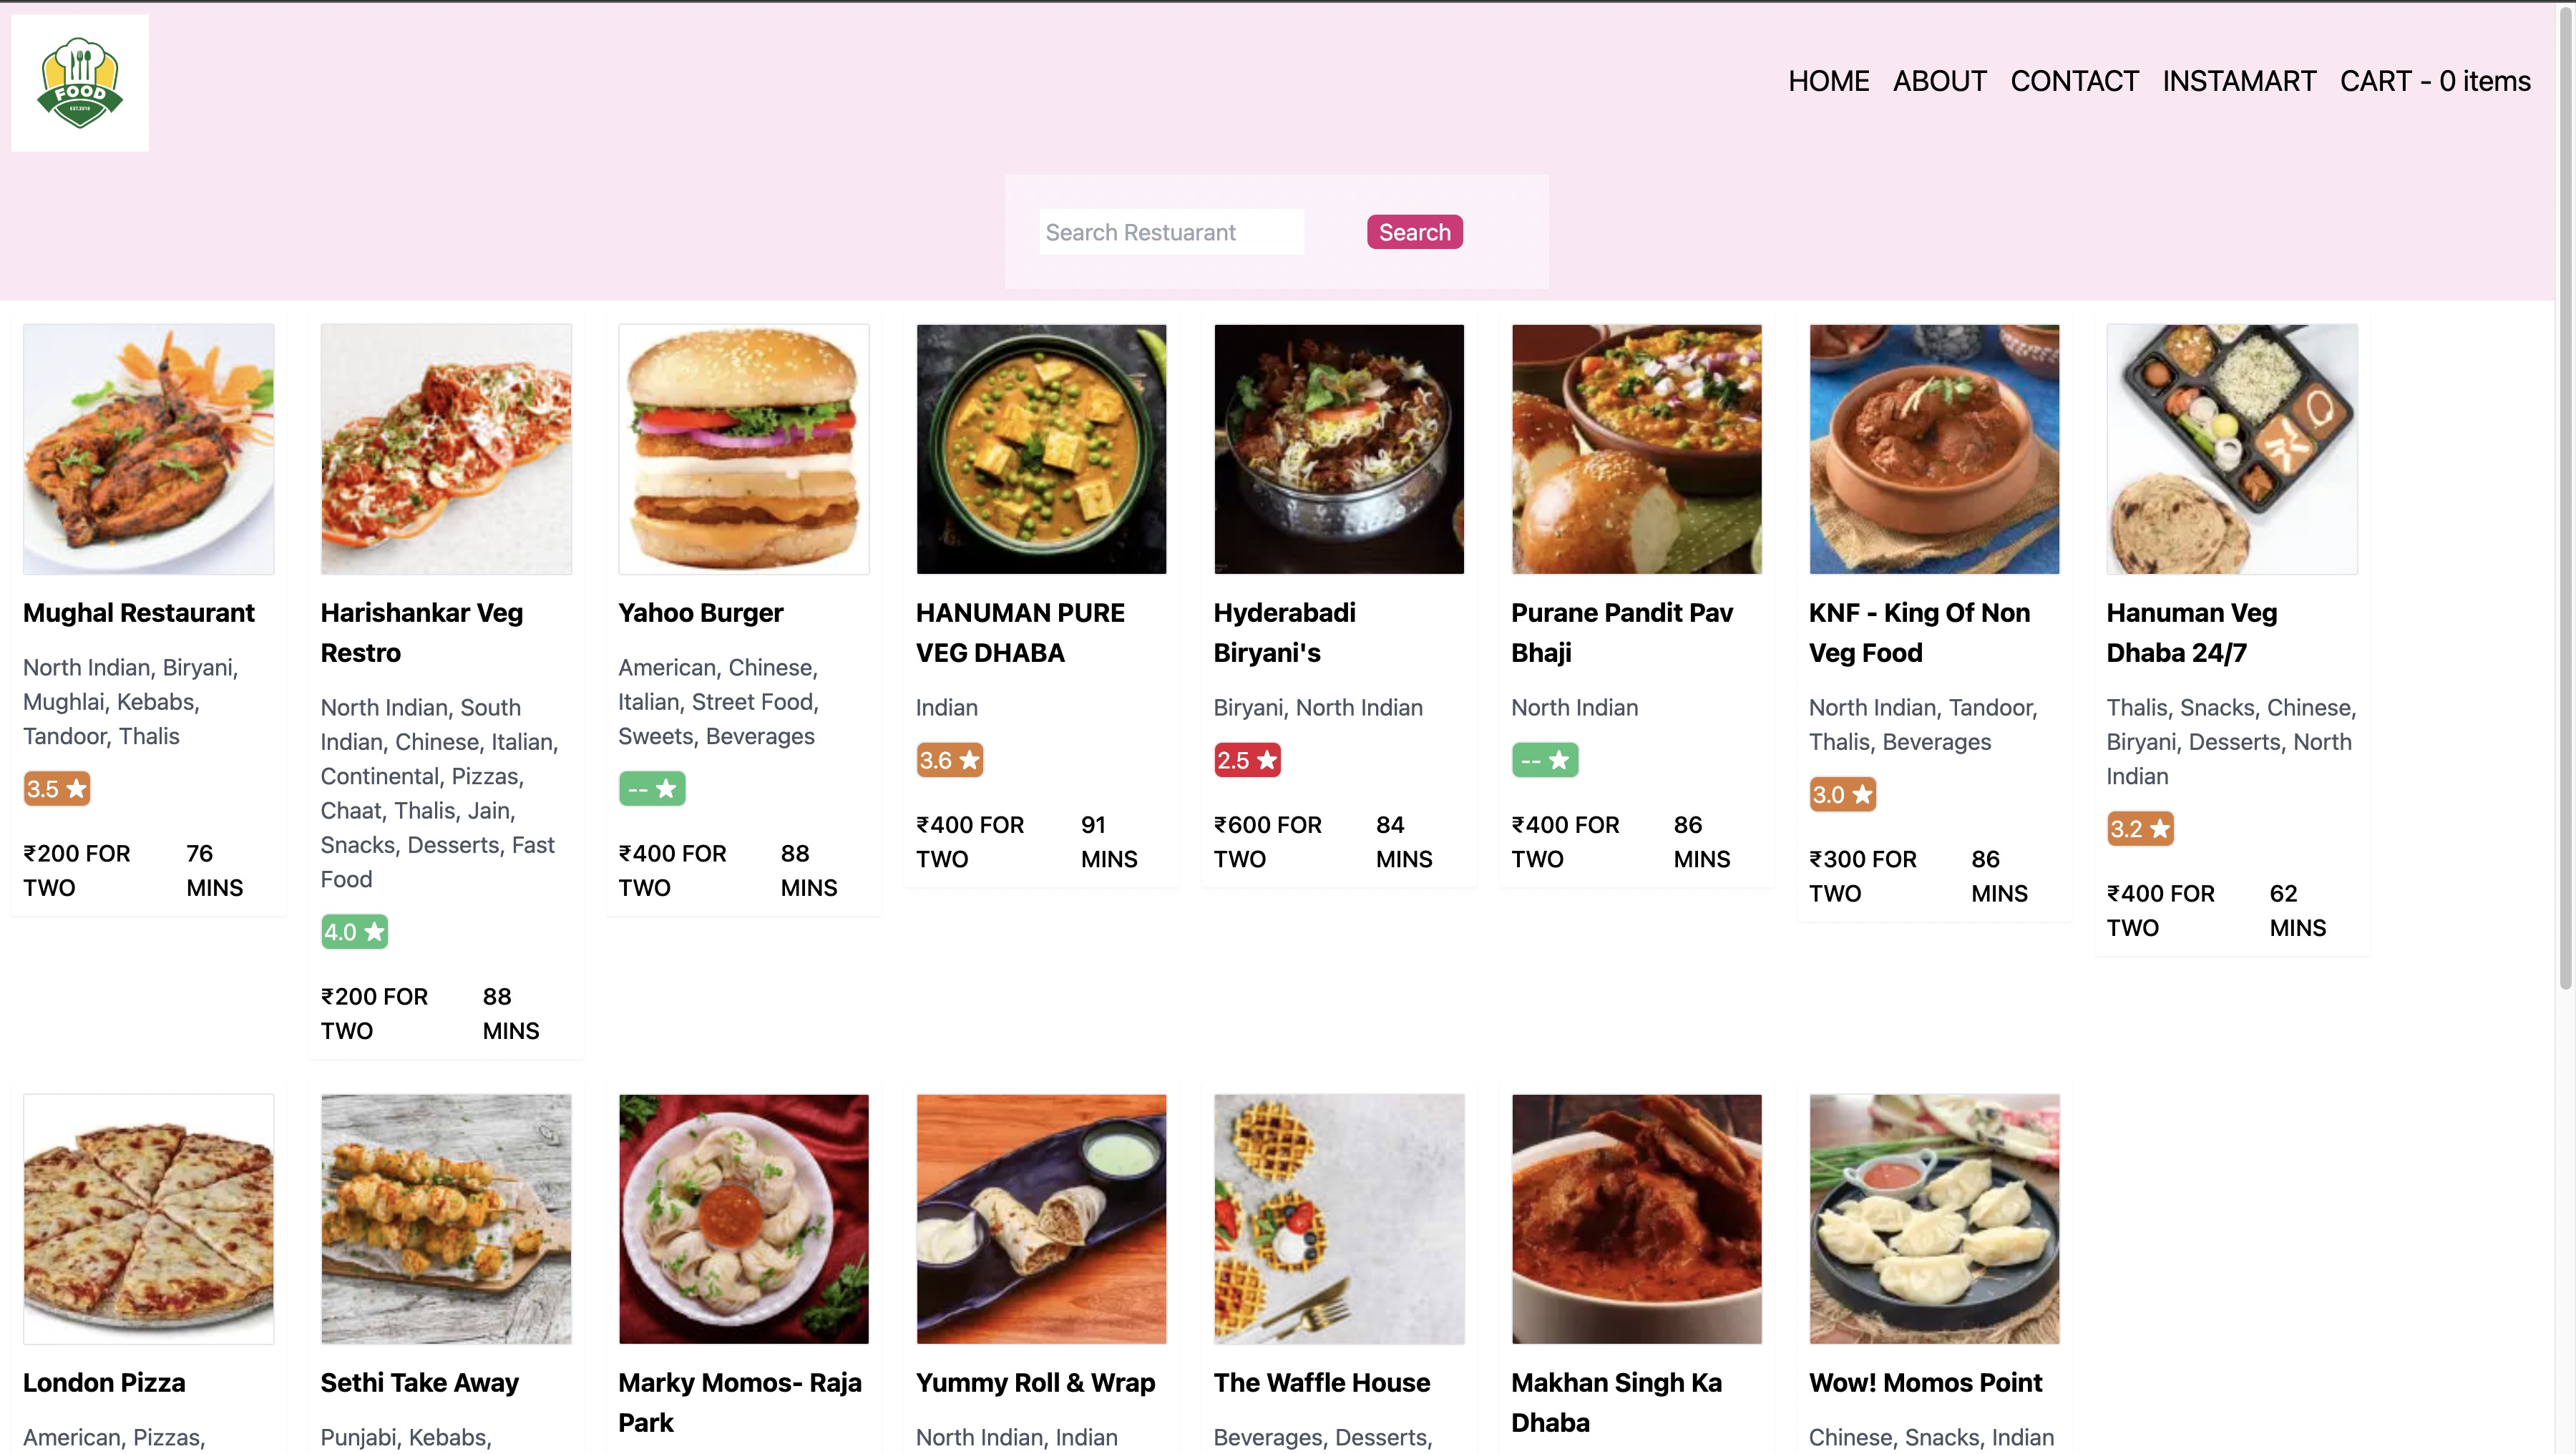 FOOD
EST.2018
HOME ABOUT CONTACT INSTAMART CART - 0 items
Search Restuarant
Search
Mughal Restaurant
North Indian, Biryani,
Mughlai, Kebabs,
Tandoor, Thalis
3.5 ★
₹200 FOR
TWO
76
MINS
Harishankar Veg
Restro
North Indian, South
Indian, Chinese, Italian,
Continental, Pizzas,
Chaat, Thalis, Jain,
Snacks, Desserts, Fast
Food
4.0 ★
₹200 FOR
TWO
88
MINS
Yahoo Burger
American, Chinese,
Italian, Street Food,
Sweets, Beverages
-- ★
₹400 FOR
TWO
88
MINS
HANUMAN PURE
VEG DHABA
Indian
3.6 ★
₹400 FOR
TWO
91
MINS
Hyderabadi
Biryani's
Biryani, North Indian
2.5 ★
₹600 FOR
TWO
84
MINS
Purane Pandit Pav
Bhaji
North Indian
-- ★
₹400 FOR
TWO
86
MINS
KNF - King Of Non
Veg Food
North Indian, Tandoor,
Thalis, Beverages
3.0 ★
₹300 FOR
TWO
86
MINS
Hanuman Veg
Dhaba 24/7
Thalis, Snacks, Chinese,
Biryani, Desserts, North
Indian
3.2 ★
₹400 FOR
TWO
62
MINS
London Pizza
American, Pizzas,
Sethi Take Away
Punjabi, Kebabs,
Marky Momos- Raja
Park
Yummy Roll & Wrap
North Indian, Indian
The Waffle House
Beverages, Desserts,
Makhan Singh Ka
Dhaba
Wow! Momos Point
Chinese, Snacks, Indian